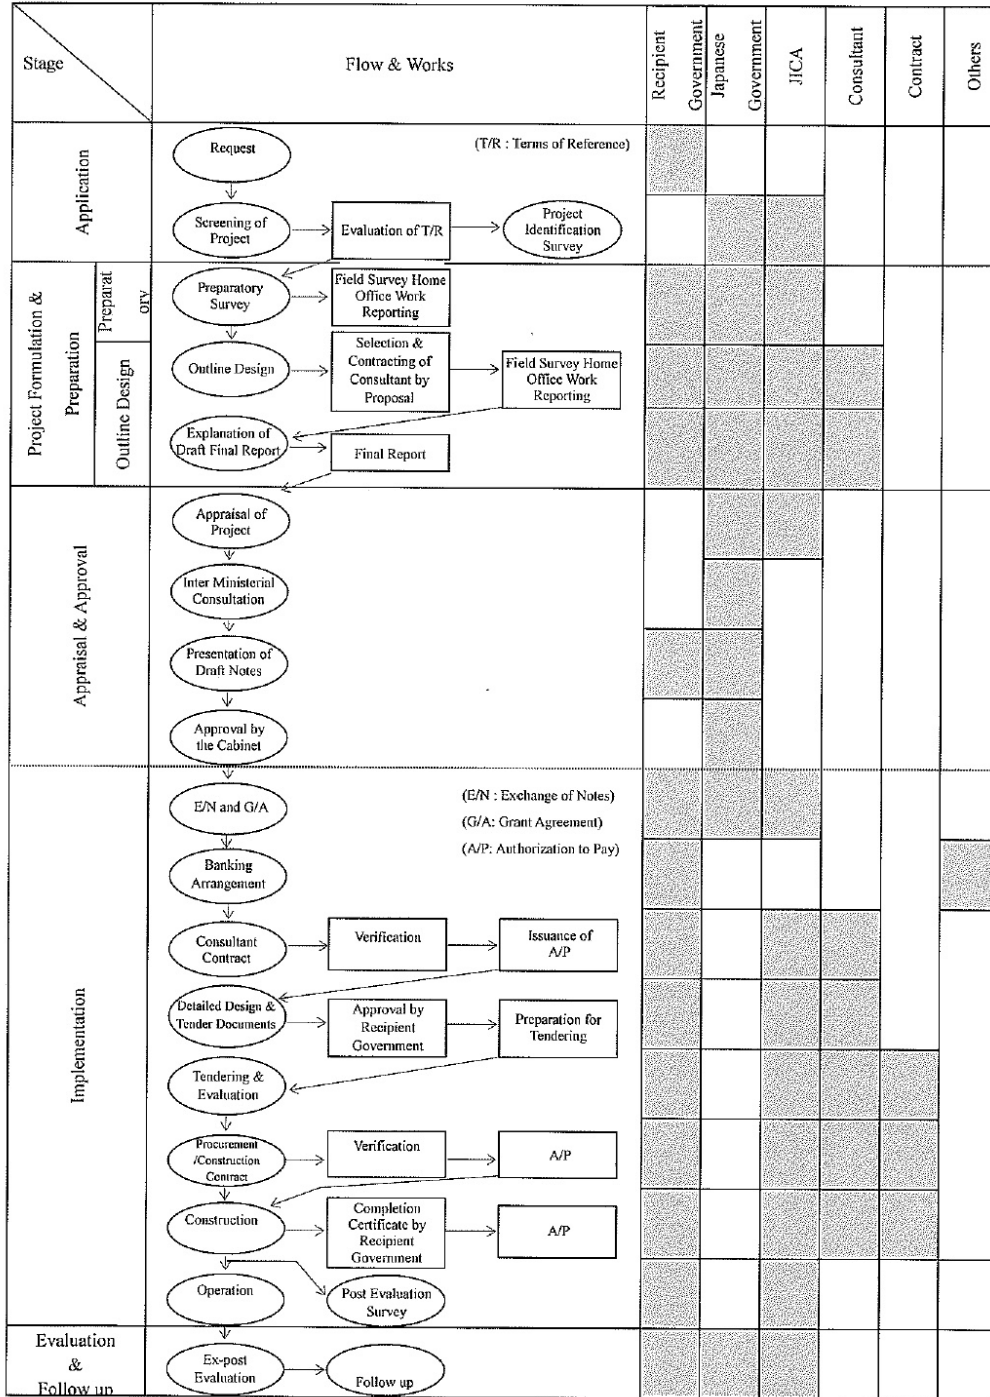 Stage
Flow & Works
Recipient
Government
Japanese
Government
JICA
Consultant
Contract
Others
Application
Request
(T/R : Terms of Reference)
Screening of
Project
Evaluation of T/R
Project
Identification
Survey
Project Formulation &
Preparation
Preparat
ory
Preparatory
Survey
Field Survey Home
Office Work
Reporting
Outline Design
Outline Design
Selection &
Contracting of
Consultant by
Proposal
Field Survey Home
Office Work
Reporting
Explanation of
Draft Final Report
Final Report
Appraisal & Approval
Appraisal of
Project
Inter Ministerial
Consultation
Presentation of
Draft Notes
Approval by
the Cabinet
Implementation
E/N and G/A
(E/N : Exchange of Notes)
(G/A: Grant Agreement)
(A/P: Authorization to Pay)
Banking
Arrangement
Consultant
Contract
Verification
Issuance of
A/P
Detailed Design &
Tender Documents
Approval by
Recipient
Government
Preparation for
Tendering
Tendering &
Evaluation
Procurement
/Construction
Contract
Verification
A/P
Construction
Completion
Certificate by
Recipient
Government
A/P
Operation
Post Evaluation
Survey
Evaluation
&
Follow up
Ex-post
Evaluation
Follow up